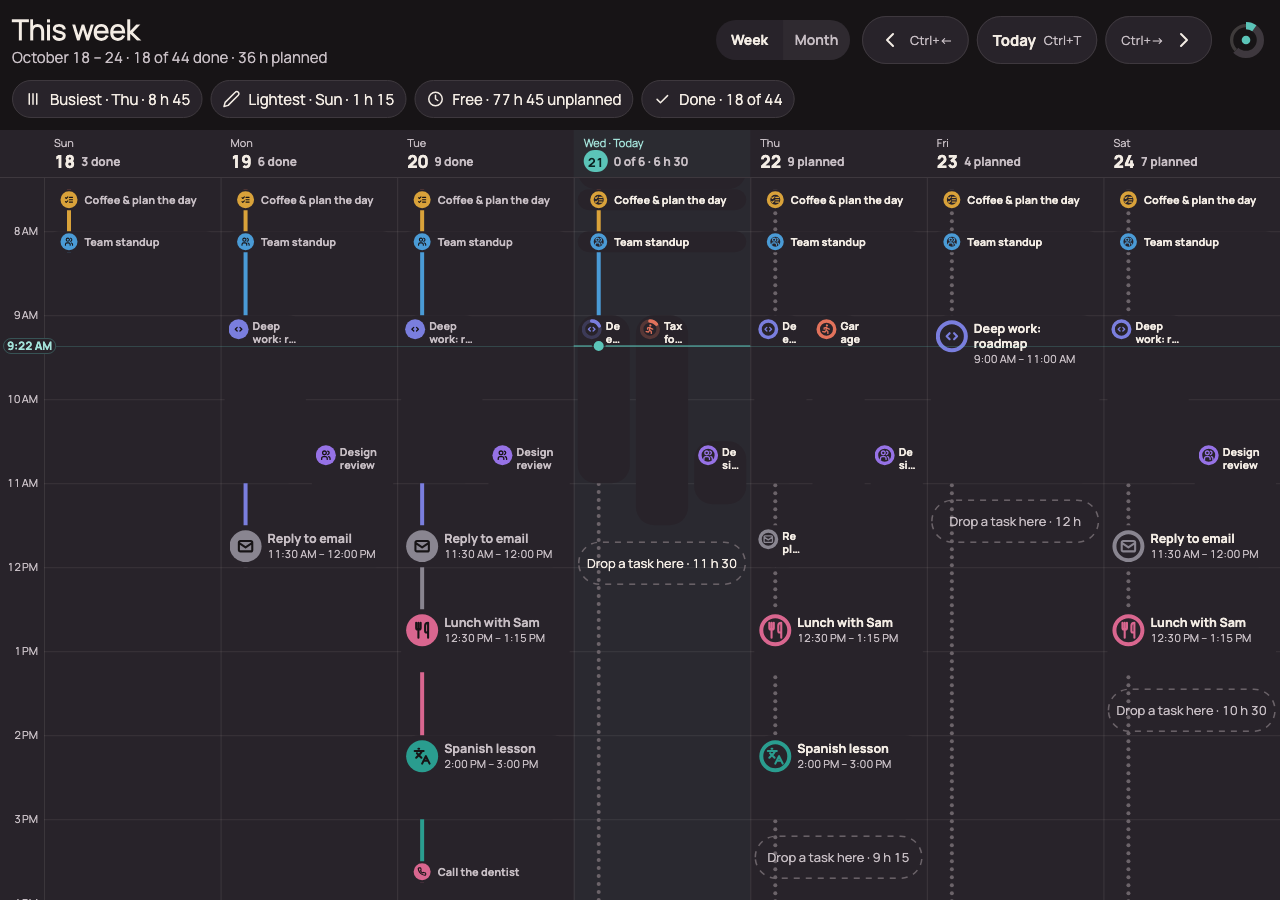 This week
October 18 – 24 · 18 of 44 done · 36 h planned
Week
Month
Ctrl+←
Today Ctrl+T
Ctrl+→
Busiest · Thu · 8 h 45
Lightest · Sun · 1 h 15
Free · 77 h 45 unplanned
Done · 18 of 44
Sun
18 3 done
Mon
19 6 done
Tue
20 9 done
Wed · Today
21 0 of 6 · 6 h 30
Thu
22 9 planned
Fri
23 4 planned
Sat
24 7 planned
Coffee & plan the day
Coffee & plan the day
Coffee & plan the day
Coffee & plan the day
Coffee & plan the day
Coffee & plan the day
Coffee & plan the day
8 AM
Team standup
Team standup
Team standup
Team standup
Team standup
Team standup
Team standup
9 AM
Deep
work: r…
Deep
work: r…
De
e…
Tax
fo…
De
e…
Gar
age
Deep work:
roadmap
9:00 AM – 11:00 AM
Deep
work: r…
9:22 AM
10 AM
Design
review
Design
review
De
si…
De
si…
Design
review
11 AM
Reply to email
11:30 AM – 12:00 PM
Reply to email
11:30 AM – 12:00 PM
Drop a task here · 11 h 30
Re
pl…
Drop a task here · 12 h
Reply to email
11:30 AM – 12:00 PM
12 PM
Lunch with Sam
12:30 PM – 1:15 PM
Lunch with Sam
12:30 PM – 1:15 PM
Lunch with Sam
12:30 PM – 1:15 PM
1 PM
Drop a task here · 10 h 30
2 PM
Spanish lesson
2:00 PM – 3:00 PM
Spanish lesson
2:00 PM – 3:00 PM
3 PM
Call the dentist
Drop a task here · 9 h 15